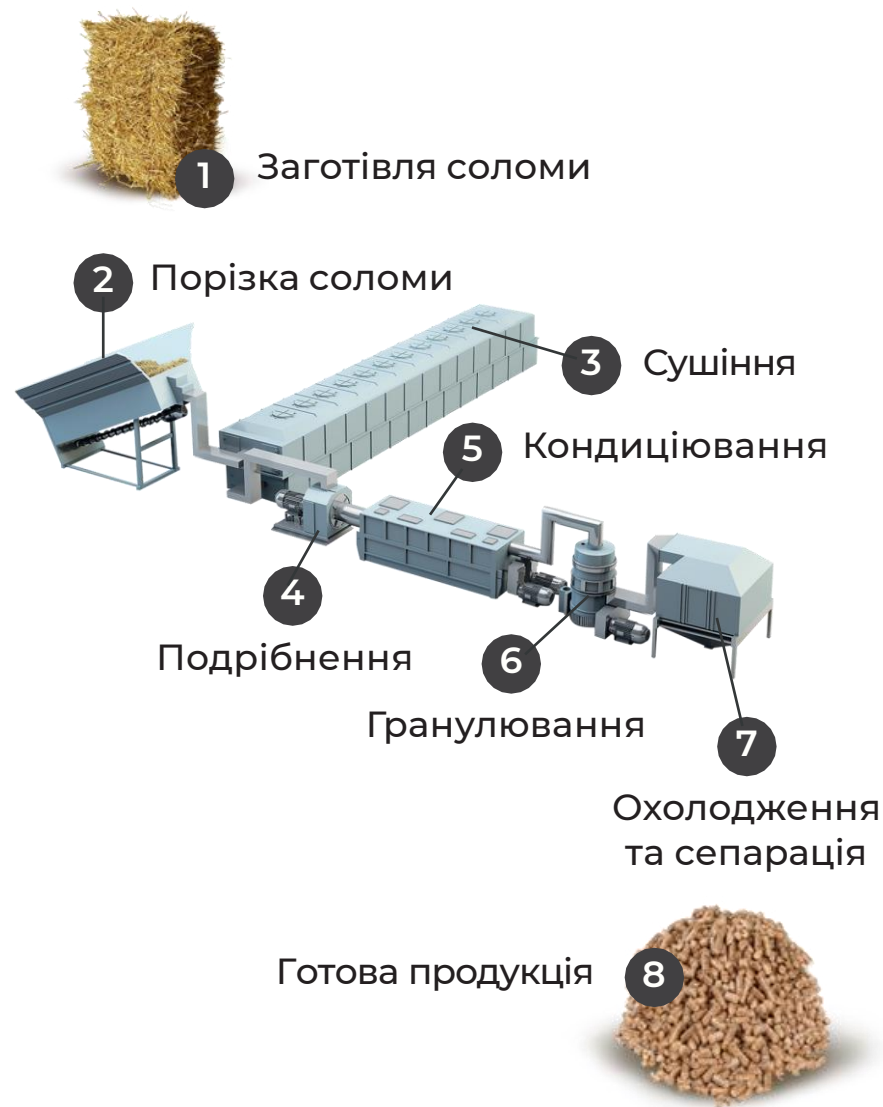 1 Заготівля соломи
2 Порізка соломи
3 Сушіння
5 Кондиціювання
4
Подрібнення
6
Гранулювання
7
Охолодження
та сепарація
Готова продукція 8